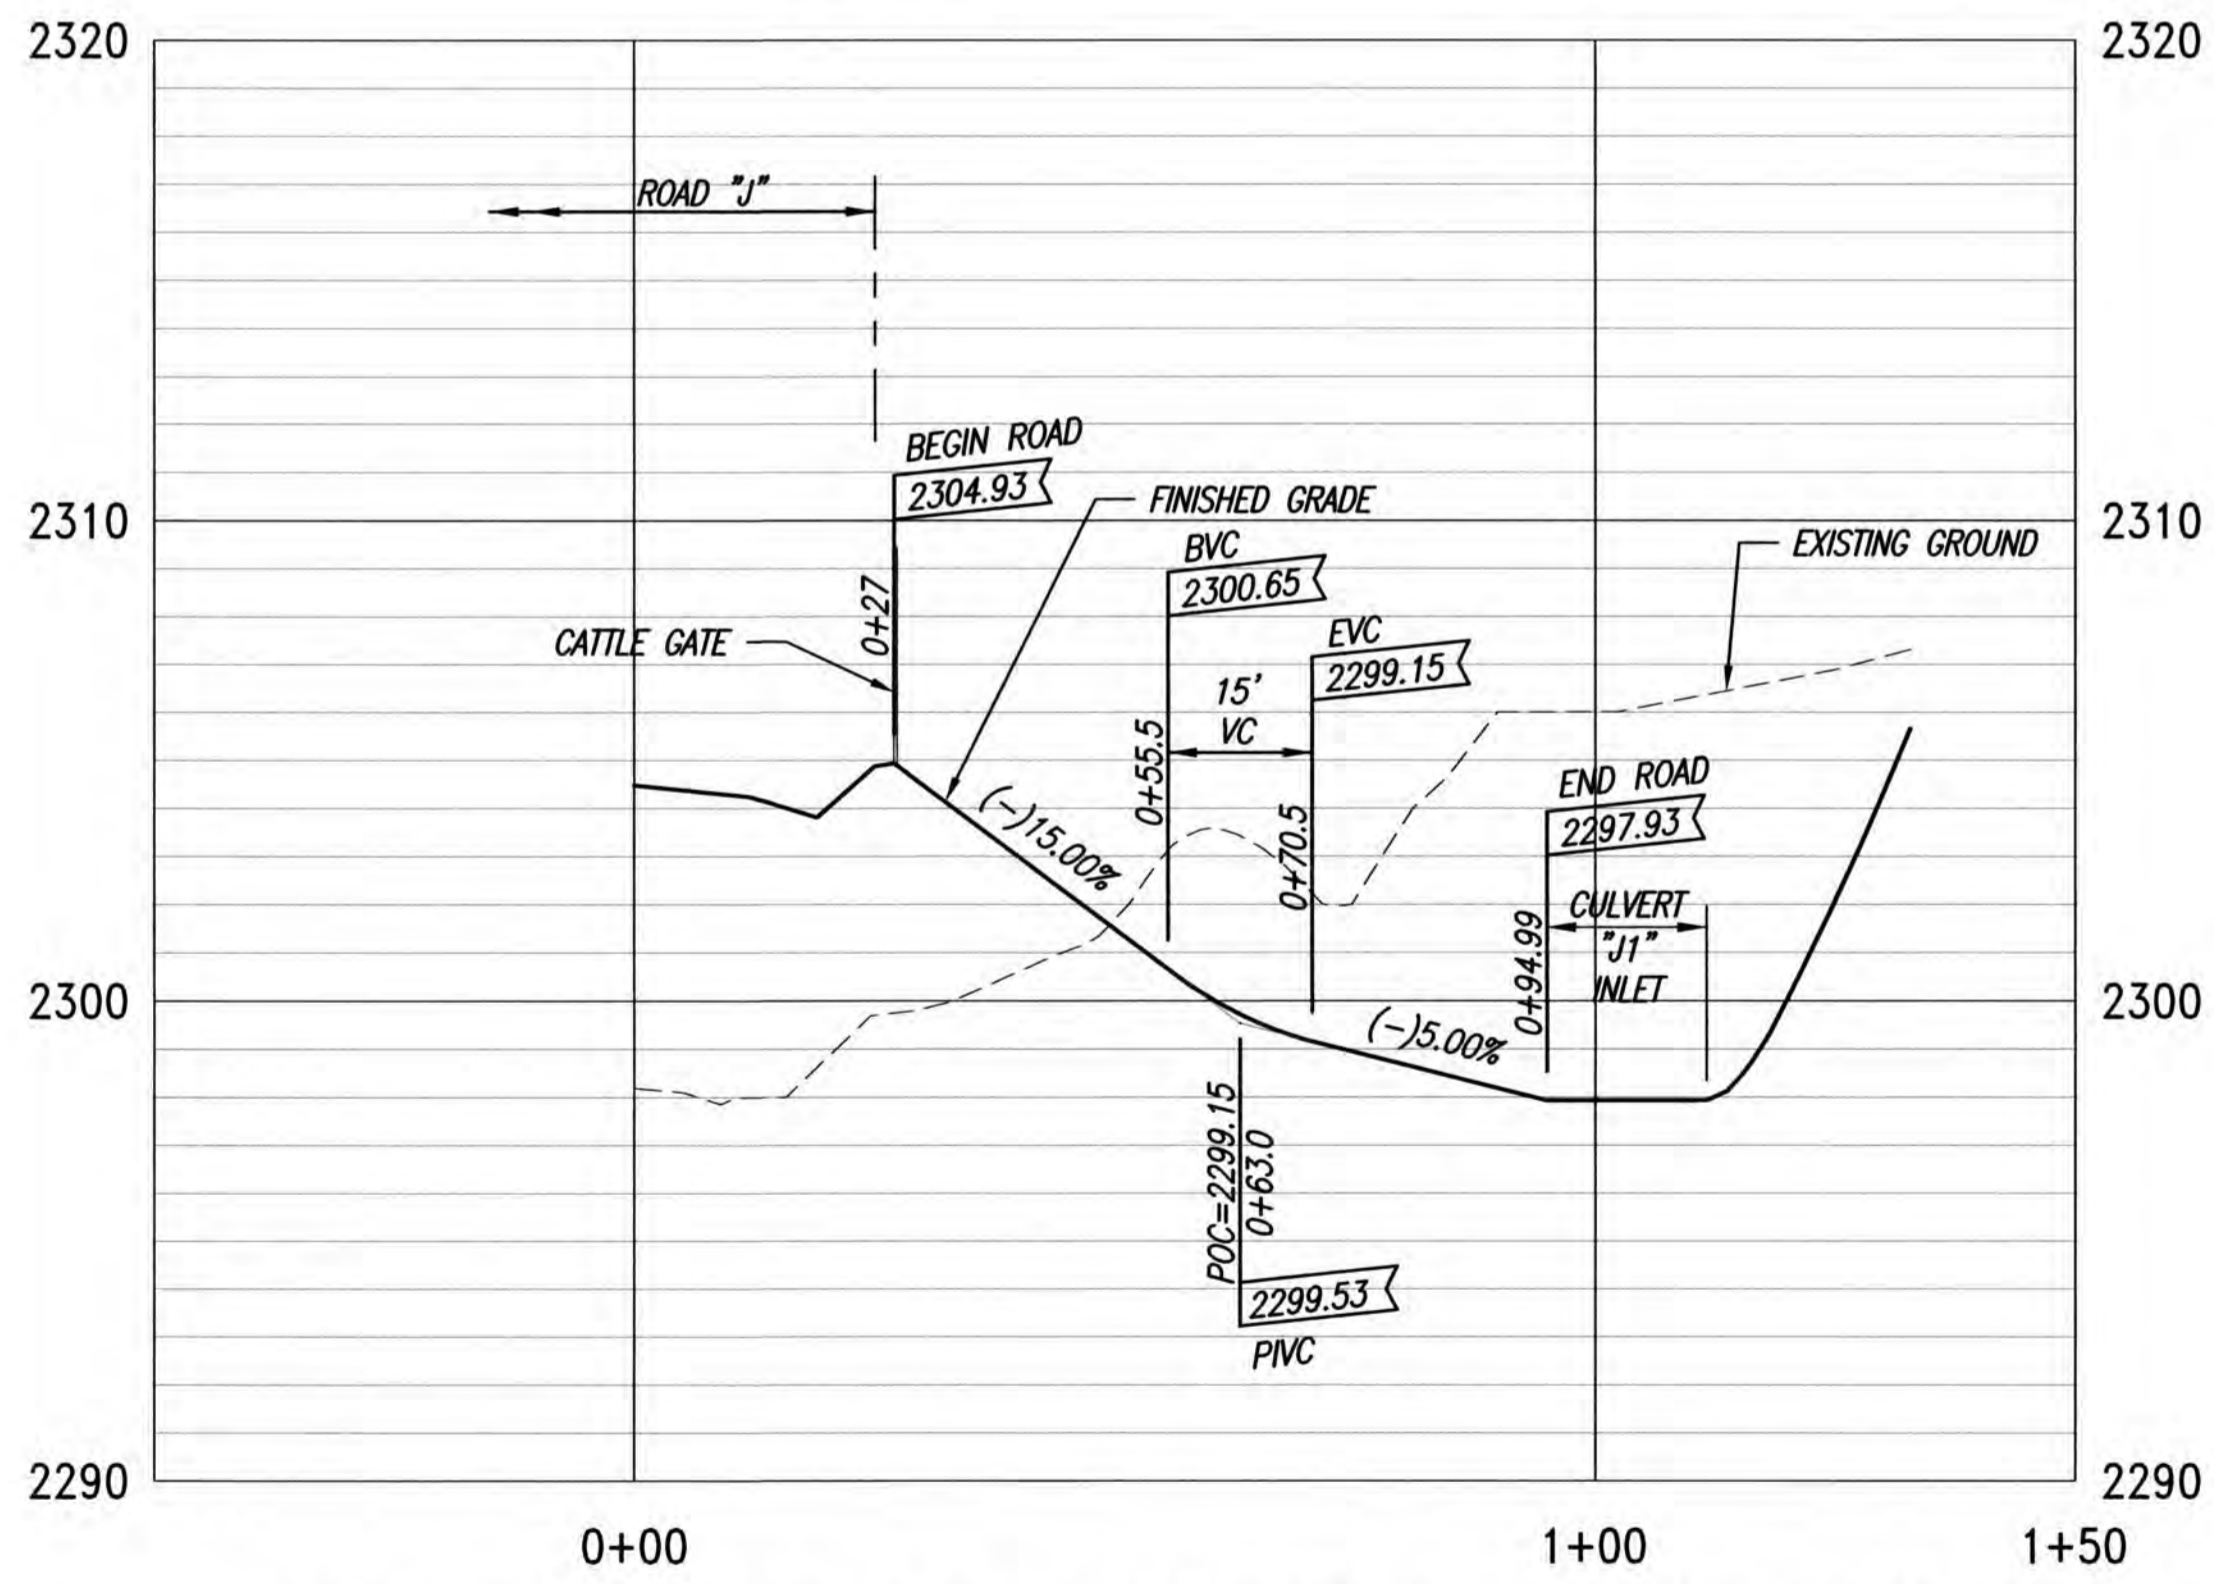 2320
2320
ROAD "J"
BEGIN ROAD
2304.93
FINISHED GRADE
2310
2310
EXISTING GROUND
BVC
2300.65
0+27
CATTLE GATE
EVC
2299.15
15'
VC
0+55.5
END ROAD
2297.93
(-)15.00%
0+70.5
CULVERT
"J1"
INLET
0+94.99
2300
2300
(-)5.00%
POC=2299.15
0+63.0
2299.53
PIVC
2290
2290
0+00
1+00
1+50